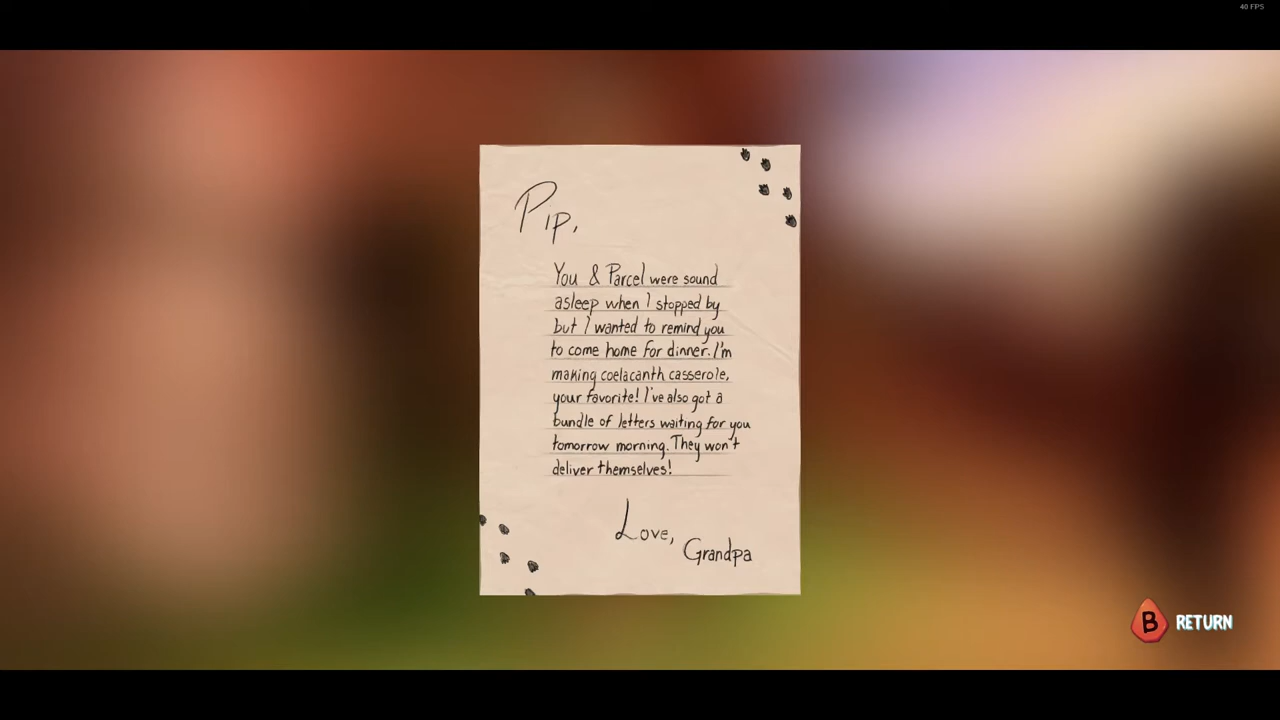 40 FPS
Pip,
You & Parcel were sound
asleep when I stopped by
but I wanted to remind you
to come home for dinner. I'm
making coelacanth casserole,
your favorite! I've also got a
bundle of letters waiting for you
tomorrow morning. They won't
deliver themselves!
Love,
Grandpa
B RETURN